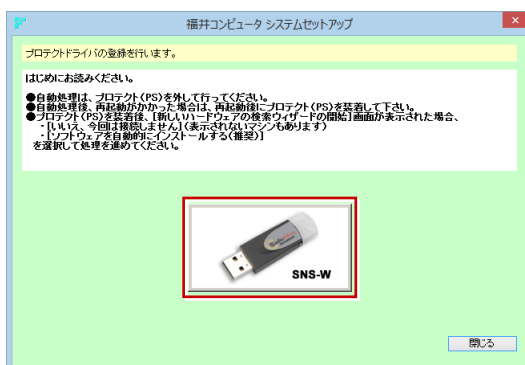 福井コンピュータ システムセットアップ
プロテクトドライバの登録を行います。
はじめにお読みください。
●自動処理は、プロテクト(PS)を外して行ってください。
●自動処理後、再起動がかかった場合は、再起動後にプロテクト(PS)を装着して下さい。
●プロテクト(PS)を装着後、[新しいハードウェアの検索ウィザードの開始]画面が表示された場合、
・[いいえ、今回は接続しません](表示されないマシンもあります)
・[ソフトウェアを自動的にインストールする(推奨)]
を選択して処理を進めてください。
SNS-W
閉じる